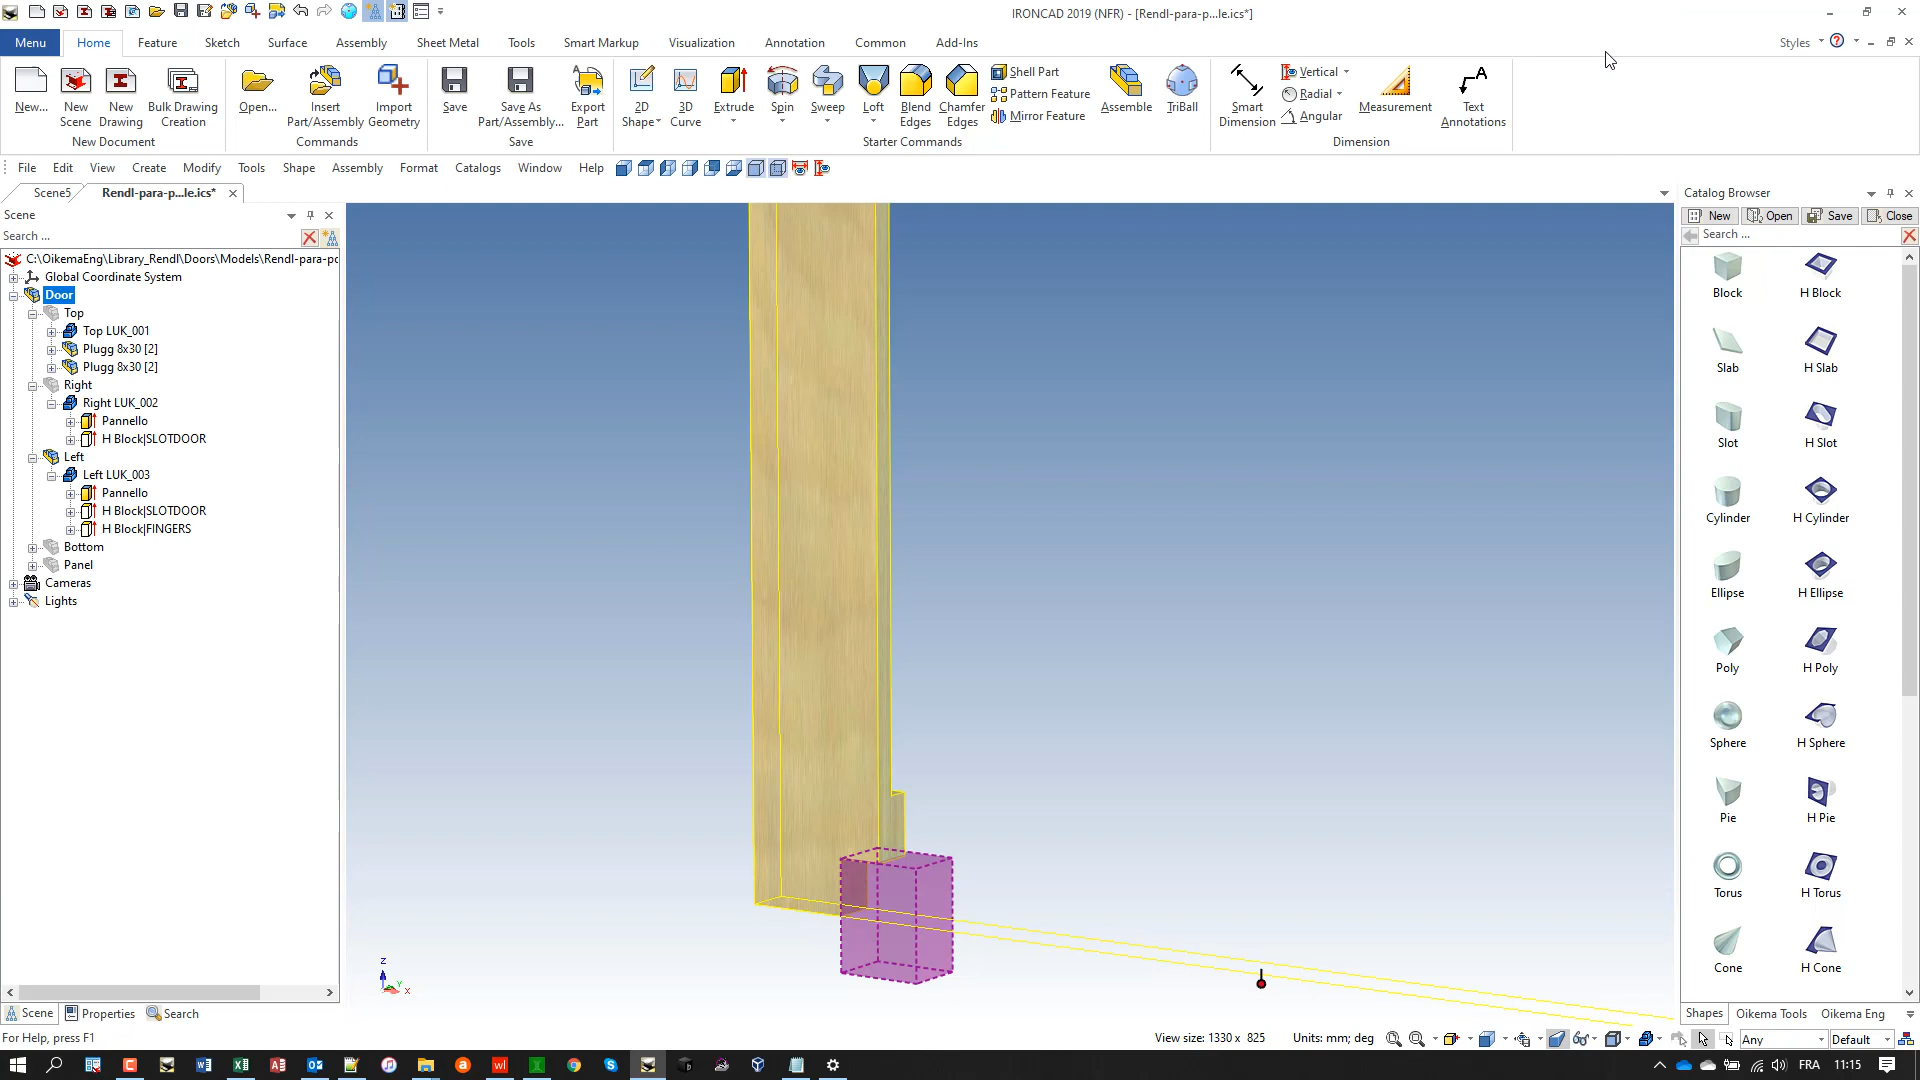 IRONCAD 2019 (NFR) - [Rendl-para-p...le.ics*]
Menu Home Feature Sketch Surface Assembly Sheet Metal Tools Smart Markup Visualization Annotation Common Add-Ins Styles
New... New Scene New Drawing Bulk Drawing Creation Open... Insert Part/Assembly Import Geometry Save Save As Part/Assembly... Export Part 2D Shape 3D Curve Extrude Spin Sweep Loft Blend Edges Chamfer Edges Shell Part Pattern Feature Mirror Feature Assemble TriBall Smart Dimension Vertical Radial Angular Measurement Text Annotations
New Document Commands Save Starter Commands Dimension
File Edit View Create Modify Tools Shape Assembly Format Catalogs Window Help
Scene5 Rendl-para-p...le.ics*
Scene
Search ...
C:\OikemaEng\Library_Rendl\Doors\Models\Rendl-para-po
Global Coordinate System
Door
Top
Top LUK_001
Plugg 8x30 [2]
Plugg 8x30 [2]
Right
Right LUK_002
Pannello
H Block|SLOTDOOR
Left
Left LUK_003
Pannello
H Block|SLOTDOOR
H Block|FINGERS
Bottom
Panel
Cameras
Lights
Scene Properties Search
z
Y
x
Catalog Browser
New Open Save Close
Search ...
Block H Block
Slab H Slab
Slot H Slot
Cylinder H Cylinder
Ellipse H Ellipse
Poly H Poly
Sphere H Sphere
Pie H Pie
Torus H Torus
Cone H Cone
Shapes Oikema Tools Oikema Eng
For Help, press F1 View size: 1330 x 825 Units: mm; deg Any Default
FRA 11:15